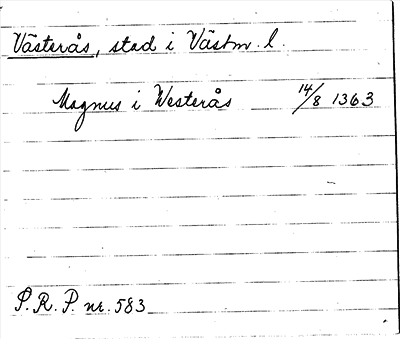 Västerås, stad i Västm. l.
Magnus i Westerås 14/8 1363
P.R.P. nr. 583